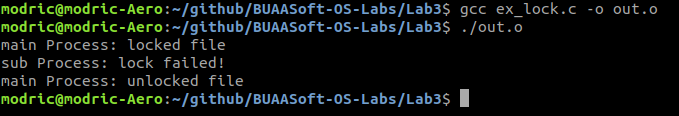 modric@modric-Aero:~/github/BUAASoft-OS-Labs/Lab3$ gcc ex_lock.c -o out.o
modric@modric-Aero:~/github/BUAASoft-OS-Labs/Lab3$ ./out.o
main Process: locked file
sub Process: lock failed!
main Process: unlocked file
modric@modric-Aero:~/github/BUAASoft-OS-Labs/Lab3$